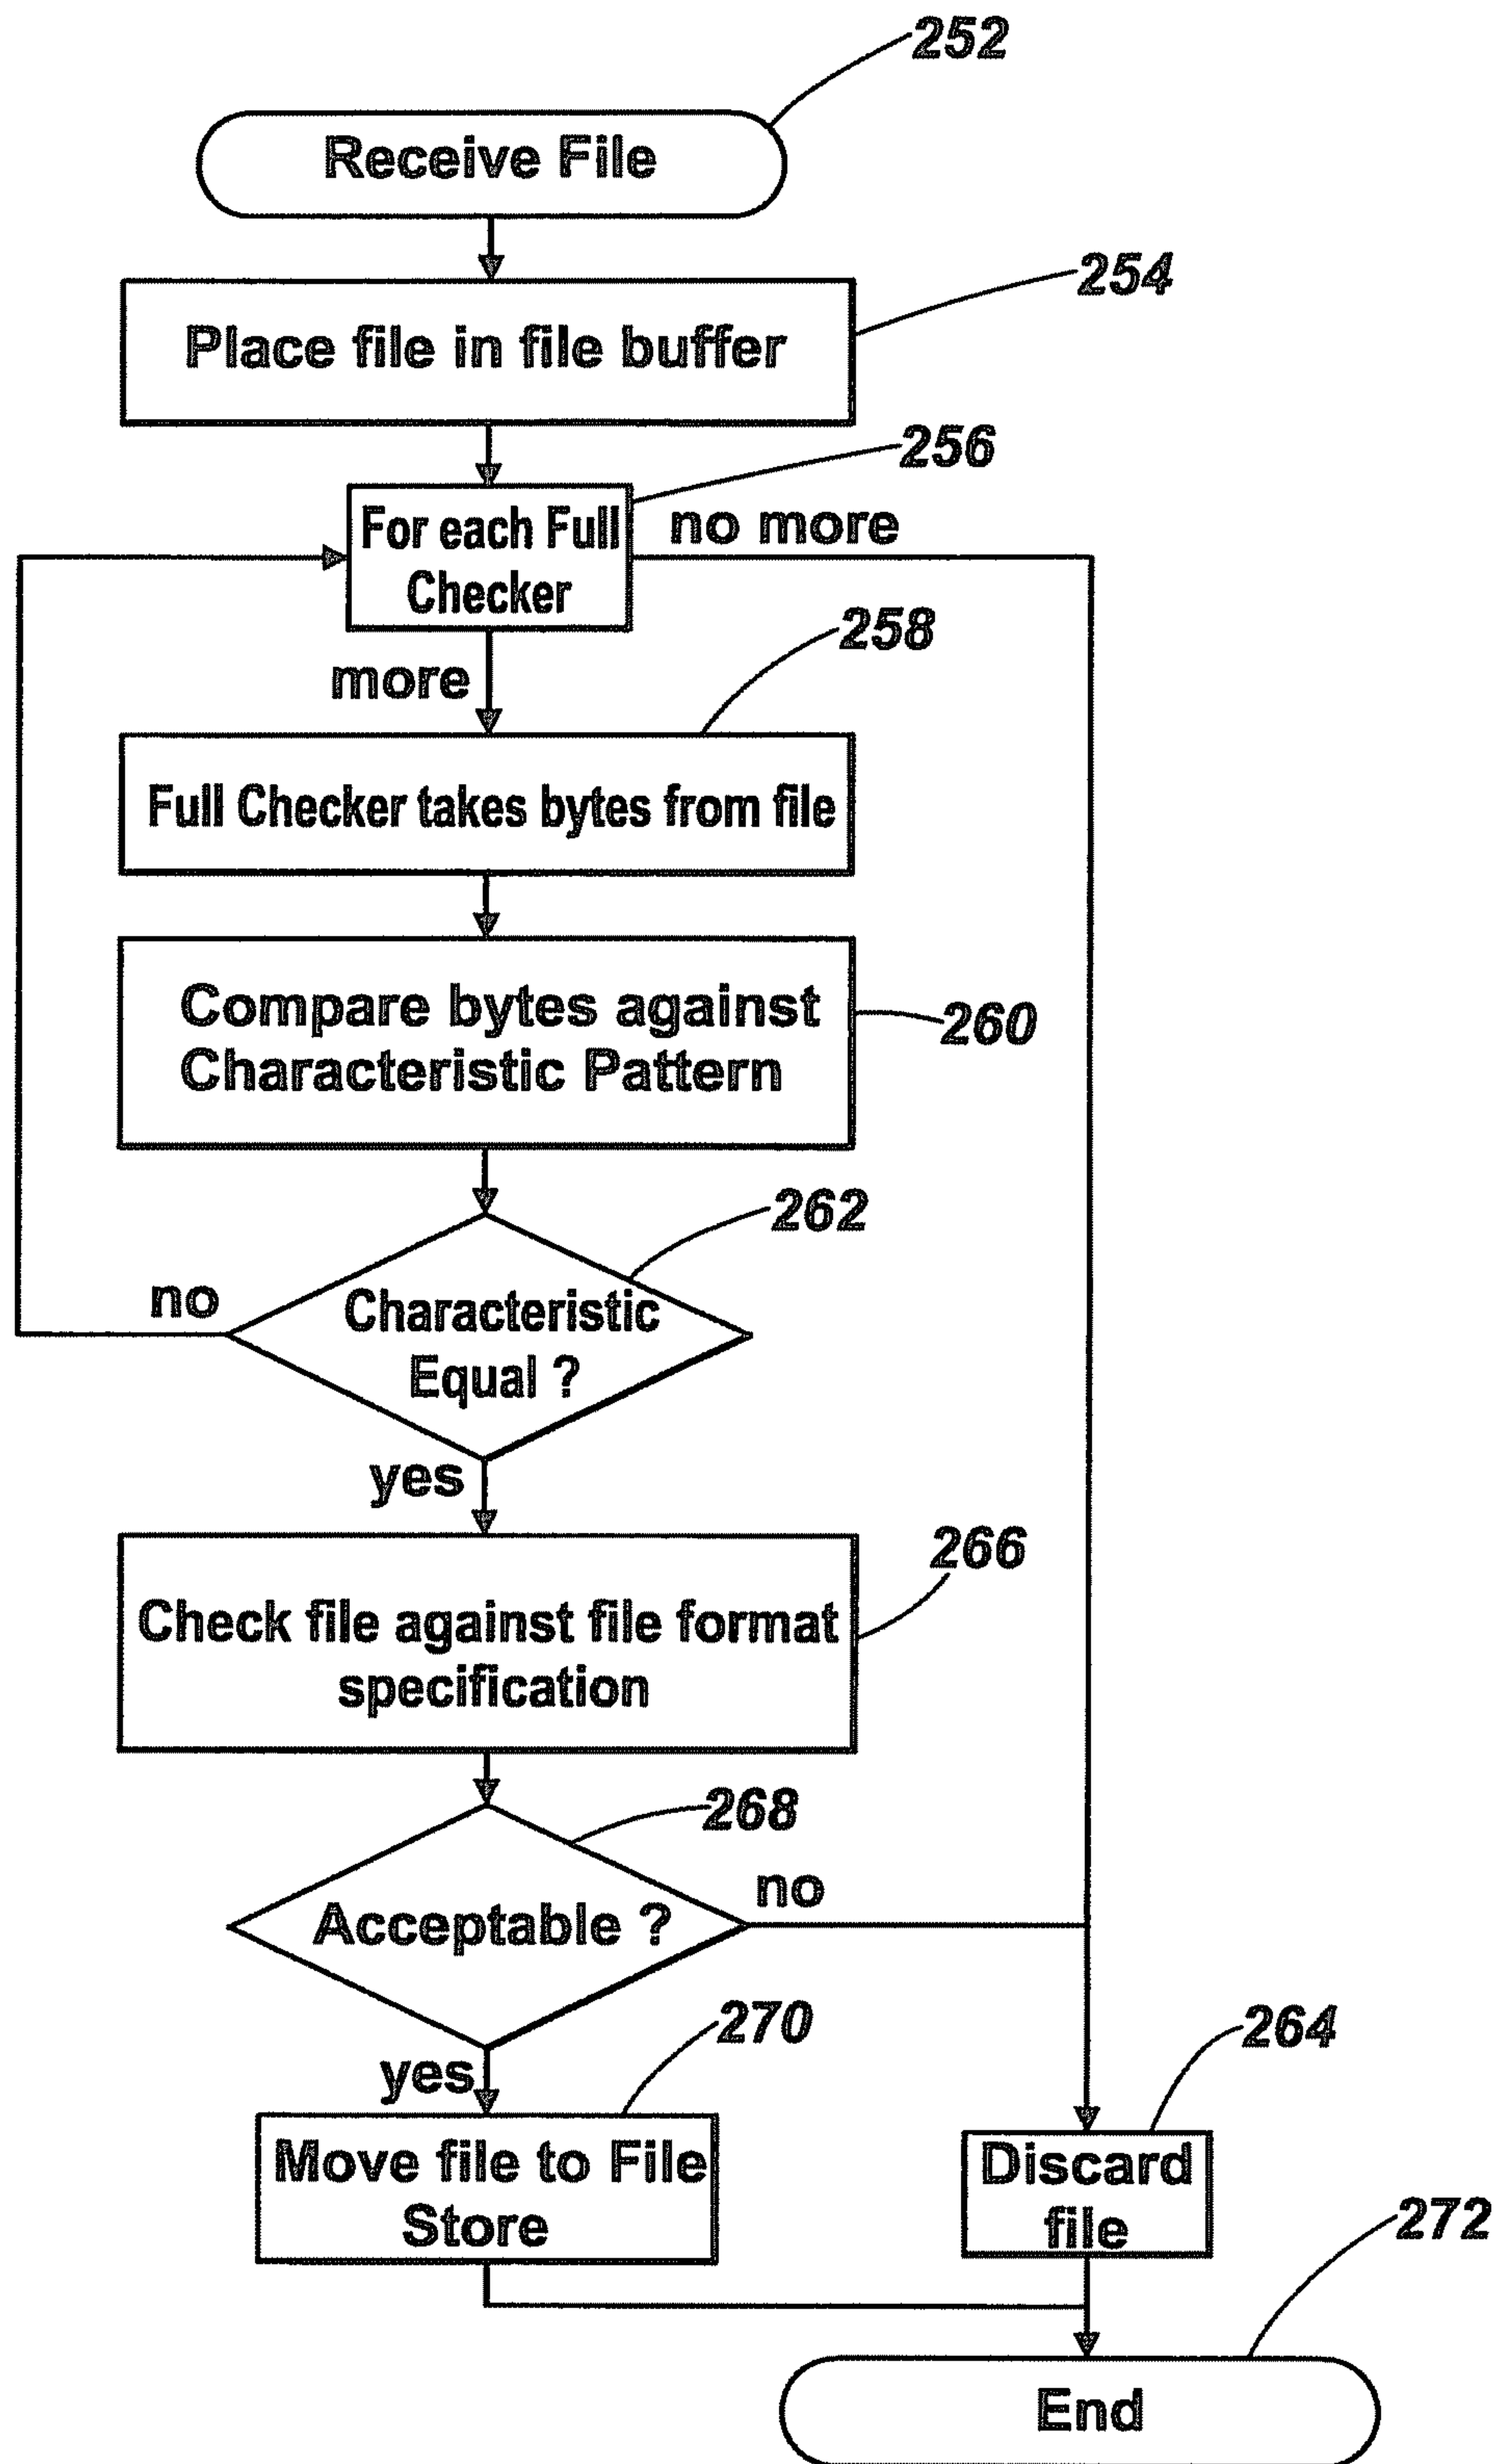 252
Receive File
254
Place file in file buffer
256
For each Full
Checker
no more
more
258
Full Checker takes bytes from file
Compare bytes against
Characteristic Pattern
260
262
no
Characteristic
Equal ?
yes
266
Check file against file format
specification
268
no
Acceptable ?
270
264
yes
Move file to File
Store
Discard
file
272
End